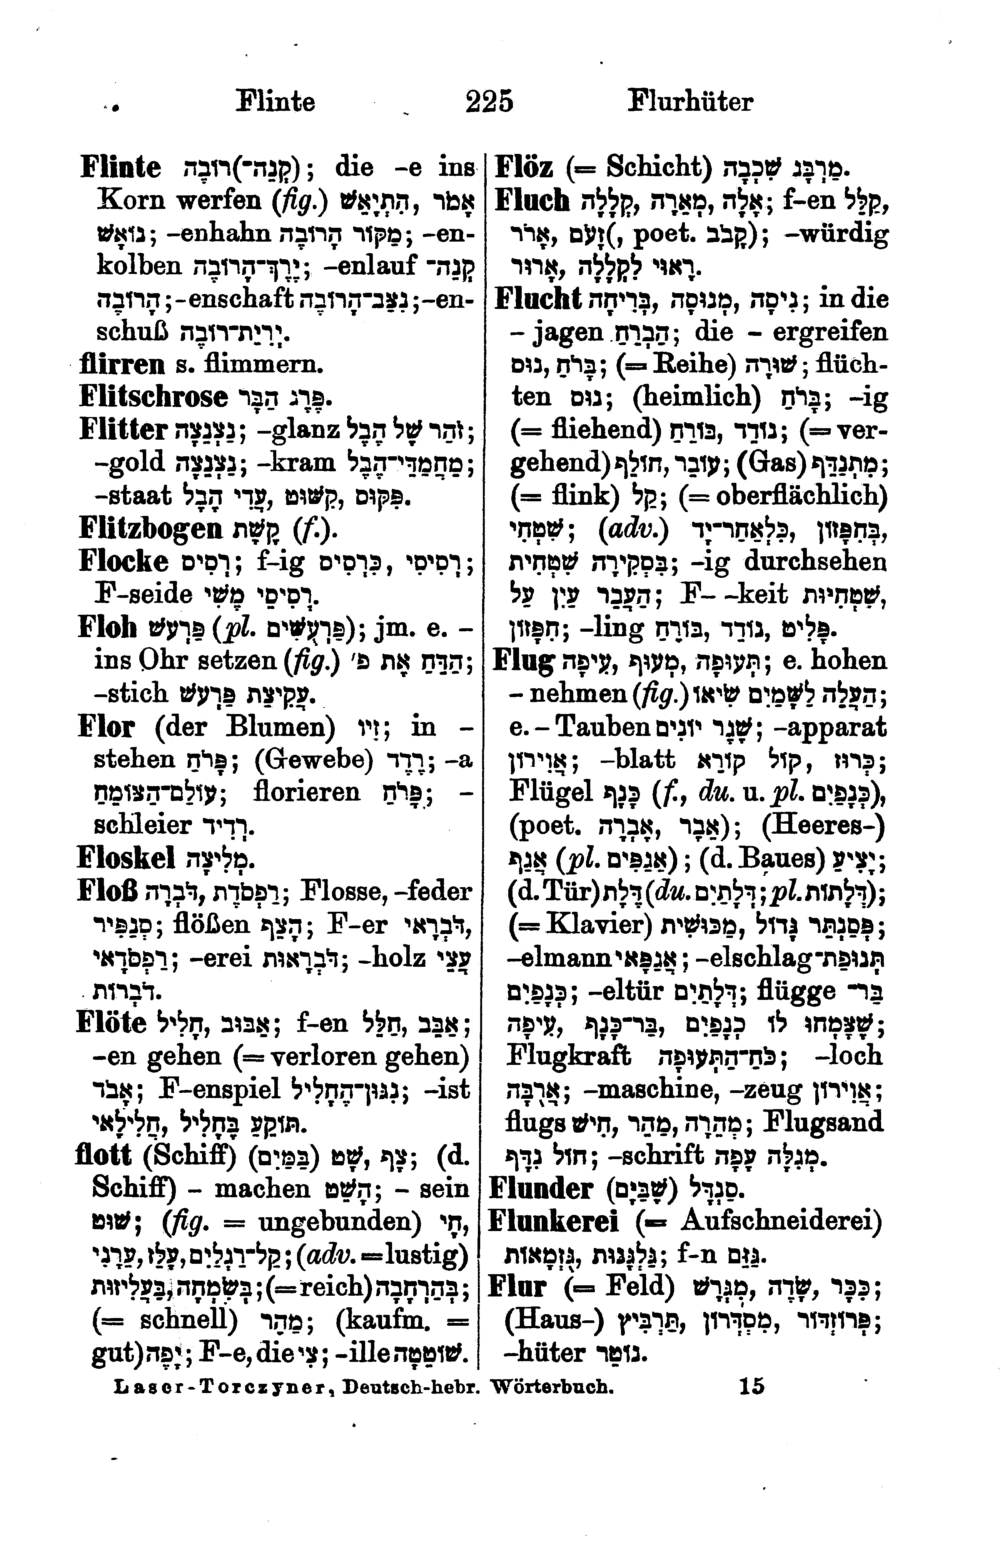 Flinte 225 Flurhüter
Flinte (קְנֵה־)רוֹבֶה; die -e ins
Korn werfen (fig.) אָמֹר הִתְיָאֵשׁ,
נוֹאָשׁ; -enhahn מַקּוֹר הָרוֹבֶה; -en-
kolben יֶרֶךְ־הָרוֹבֶה; -enlauf קְנֵה־
הָרוֹבֶה; -enschaft נִצַּב־הָרוֹבֶה; -en-
schuß יְרִיַּת־רוֹבֶה.
flirren s. flimmern.
Flitschrose פֶּרֶג הַבָּר.
Flitter נִצְנֵצָה; -glanz זֹהַר שֶׁל הֶבֶל;
-gold נִצְנֵצָה; -kram מַחֲמַדֵּי־הֶבֶל;
-staat עֲדִי הֶבֶל, קִשּׁוּט, פִּקּוּם.
Flitzbogen קֶשֶׁת (f.).
Flocke רְסִיס; f-ig כִּרְסִיס, רְסִיסִי;
F-seide רְסִיסֵי מֶשִׁי.
Floh פַּרְעֹשׁ (pl. פַּרְעֹשִׁים); jm. e. -
ins Ohr setzen (fig.) הַדַּח אֶת פ׳;
-stich עֲקִיצַת פַּרְעֹשׁ.
Flor (der Blumen) זִיו; in -
stehen פָּרֹחַ; (Gewebe) רֶדֶד; -a
עוֹלַם־הַצּוֹמֵחַ; florieren פָּרֹחַ; -
schleier רְדִיד.
Floskel מְלִיצָה.
Floß רַפְסֹדֶת, דֹּבְרָה; Flosse, -feder
סְנַפִּיר; flößen הָצֵף; F-er דֹּבְרָאי,
רַפְסֹדָאי; -erei דֹּבְרָאוּת; -holz עֲצֵי
דֹבְרוֹת.
Flöte אַבּוּב, חָלִיל; f-en אַבֵּב, חַלֵּל;
-en gehen (= verloren gehen)
אָבֹד; F-enspiel נִגּוּן־הֶחָלִיל; -ist
תּוֹקֵעַ בֶּחָלִיל, חֲלִילָאי.
flott (Schiff) צָף, שָׁט (בַּמַּיִם); (d.
Schiff) - machen הָשֵׁט; - sein
שׁוּט; (fig. = ungebunden) חַי,
קַל־רַגְלַיִם, עַלִּז, עֶרָנִי; (adv. = lustig)
בְּשִׂמְחָה, בַּעֲלִיזוּת; (= reich) בְּהַרְחָבָה;
(= schnell) מַהֵר; (kaufm. =
gut) יָפֶה; F-e, die צִי; -ille שׁוֹטֶטָה.
Flöz (= Schicht) מַרְבַּג שִׁכְבָה.
Fluch אָלָה, מְאֵרָה, קְלָלָה; f-en קַלֵּל,
אָרֹר, זָעֹם (, poet. קָבֹב); -würdig
רָאוּי לִקְלָלָה, אָרוּר.
Flucht נִיסָה, מְנוּסָה, בְּרִיחָה; in die
- jagen הַבְרֵחַ; die - ergreifen
בָּרֹחַ, נוּס; (= Reihe) שׁוּרָה; flüch-
ten נוּס; (heimlich) בָּרֹחַ; -ig
(= fliehend) נוֹדֵד, בּוֹרֵחַ; (= ver-
gehend) עוֹבֵר, חוֹלֵף; (Gas) מִתְנַדֵּף;
(= flink) קַל; (= oberflächlich)
שִׁטְחִי; (adv.) בְּחִפָּזוֹן, כִּלְאַחַר־יָד,
בִּסְקִירָה שִׁטְחִית; -ig durchsehen
הַעֲבֵר עַיִן עַל; F- -keit שִׁטְחִיּוּת,
חִפָּזוֹן; -ling פָּלִיט, נוֹדֵד, בּוֹרֵחַ.
Flug תְּעוּפָה, מְעוּף, עִיפָה; e. hohen
- nehmen (fig.) הַעֲלֵה לַשָּׁמַיִם שִׂיאוֹ;
e. - Tauben שֶׁגֶר יוֹנִים; -apparat
אֲוִירוֹן; -blatt כְּרוּז, קוֹל קוֹרֵא;
Flügel כָּנָף (f., du. u. pl. כְּנָפַיִם),
(poet. אֵבֶר, אֶבְרָה); (Heeres-)
אֲגַף (pl. אֲגַפִּים); (d. Baues) יָצִיעַ;
(d. Tür) דֶּלֶת (du. דְּלָתַיִם; pl. דְּלָתוֹת);
(= Klavier) פְּסַנְתֵּר גָּדוֹל, מַכּוּשִׁית;
-elmann אֲגַפָּאי; -elschlag תְּנוּפַת־
כְּנָפַיִם; -eltür דְּלָתַיִם; flügge בַּר־
עִיפָה, בַּר־כָּנָף, שֶׁצָּמְחוּ לוֹ כְנָפַיִם;
Flugkraft כֹּחַ־הַתְּעוּפָה; -loch
אֲרֻבָּה; -maschine, -zeug אֲוִירוֹן;
flugs מְהֵרָה, מַהֵר, חִישׁ; Flugsand
חוֹל נִדָּף; -schrift מְגִלָּה עָפָה.
Flunder סַנְדָּל (שֶׁבַּיָּם).
Flunkerei (= Aufschneiderei)
גַּלְגָּנוּת, גֻּזְמָאוּת; f-n גַּזֵּם.
Flur (= Feld) כִּכָּר, שָׂדֶה, מִגְרָשׁ;
(Haus-) פְּרוֹזְדּוֹר, מִסְדְּרוֹן, תַּרְבִּיץ;
-hüter נוֹטֵר.
Laser-Torczyner, Deutsch-hebr. Wörterbuch. 15